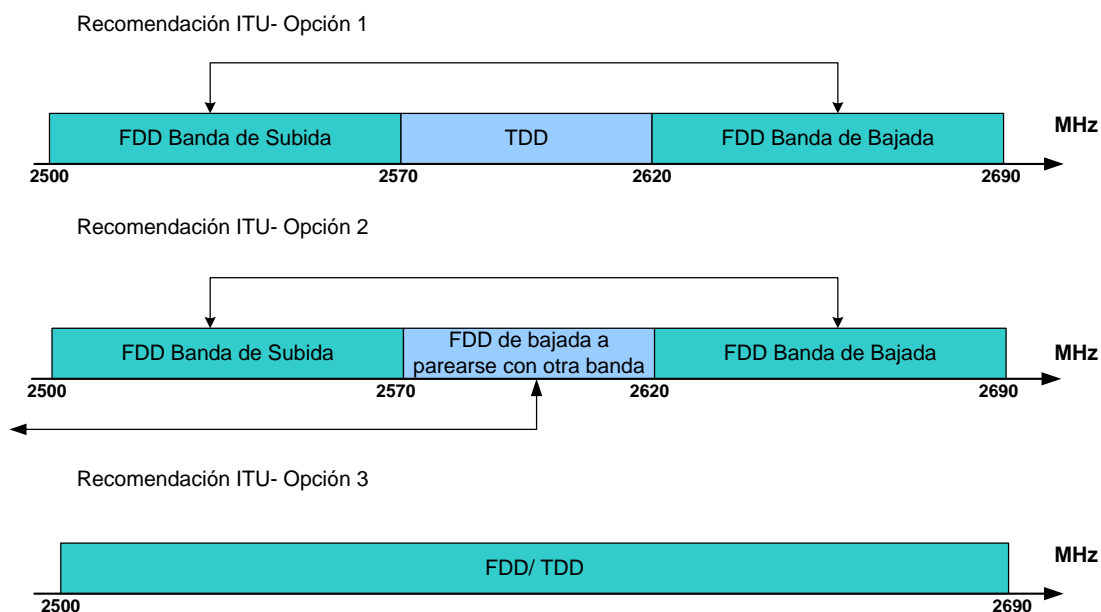 Recomendación ITU- Opción 1
FDD Banda de Subida
TDD
FDD Banda de Bajada
MHz
2500
2570
2620
2690
Recomendación ITU- Opción 2
FDD Banda de Subida
FDD de bajada a
parearse con otra banda
FDD Banda de Bajada
MHz
2500
2570
2620
2690
Recomendación ITU- Opción 3
FDD/ TDD
MHz
2500
2690